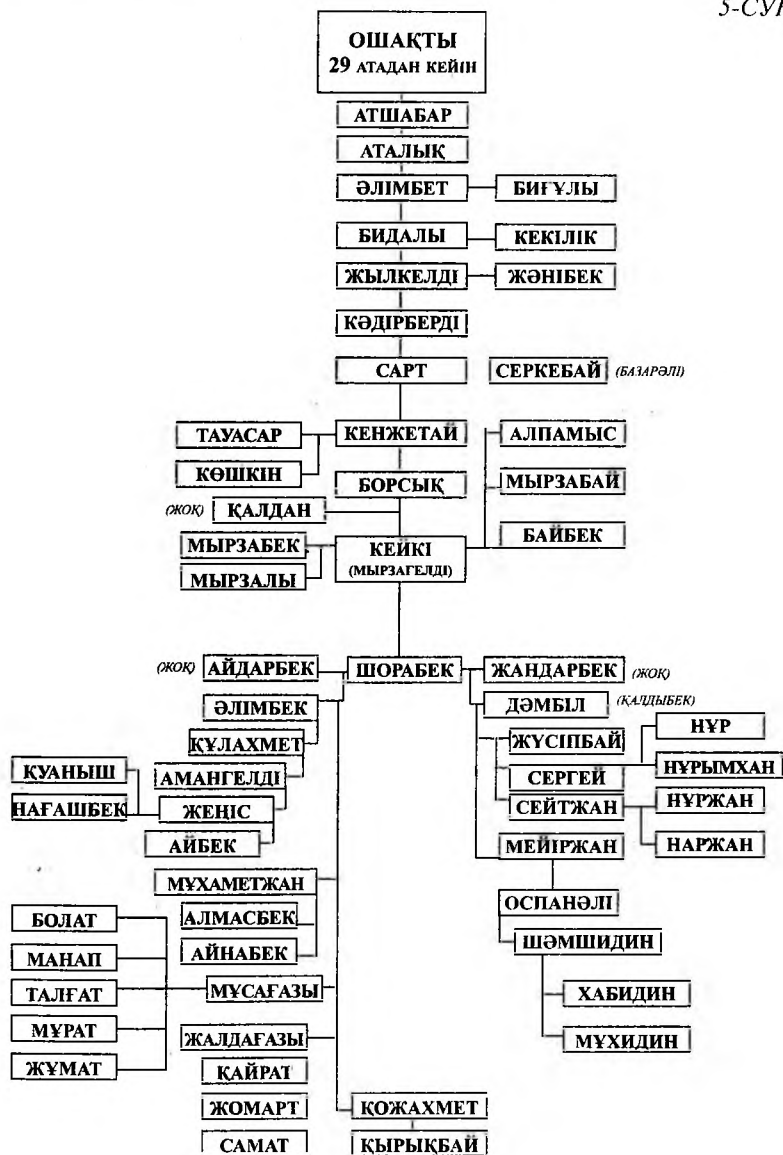 5-СУР
ОШАҚТЫ
29 АТАДАН КЕЙІН
АТШАБАР
АТАЛЫҚ
ӘЛІМБЕТ БИҒҰЛЫ
БИДАЛЫ КЕКІЛІК
ЖЫЛКЕЛДІ ЖӘНІБЕК
КӘДІРБЕРДІ
САРТ СЕРКЕБАЙ (БАЗАРӘЛІ)
ТАУАСАР КЕНЖЕТАЙ АЛПАМЫС
КӨШКІН БОРСЫҚ МЫРЗАБАЙ
(ЖОҚ) ҚАЛДАН БАЙБЕК
МЫРЗАБЕК КЕЙКІ
МЫРЗАЛЫ (МЫРЗАГЕЛДІ)
(ЖОҚ) АЙДАРБЕК ШОРАБЕК ЖАНДАРБЕК (ЖОҚ)
ӘЛІМБЕК ДӘМБІЛ (ҚАЛДЫБЕК)
ҚҰЛАХМЕТ ЖҮСІПБАЙ НҰР
ҚУАНЫШ АМАНГЕЛДІ СЕРГЕЙ НҰРЫМХАН
НАҒАШБЕК ЖЕҢІС СЕЙТЖАН НҰРЖАН
АЙБЕК МЕЙІРЖАН НАРЖАН
МҰХАМЕТЖАН ОСПАНӘЛІ
БОЛАТ АЛМАСБЕК ШӘМШИДИН
МАНАП АЙНАБЕК
ТАЛҒАТ МҰСАҒАЗЫ ХАБИДИН
МҰРАТ ЖАЛДАҒАЗЫ МҰХИДИН
ЖҰМАТ ҚАЙРАТ
ЖОМАРТ ҚОЖАХМЕТ
САМАТ ҚЫРЫҚБАЙ